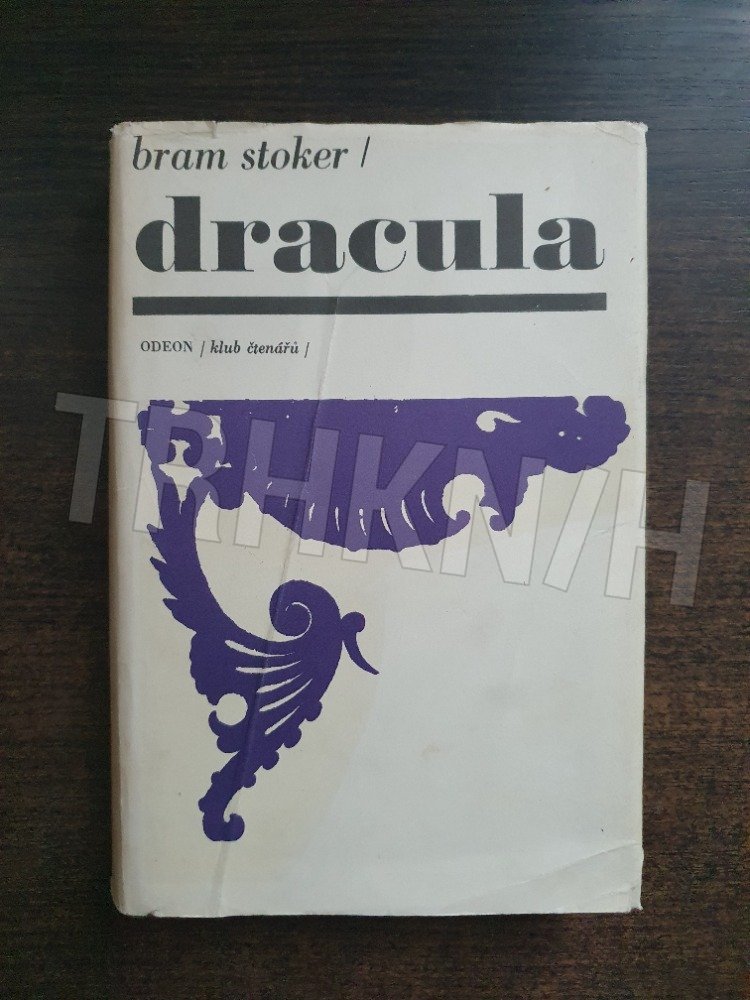 bram stoker /
dracula
ODEON / klub čtenářů /
TRHKNIH